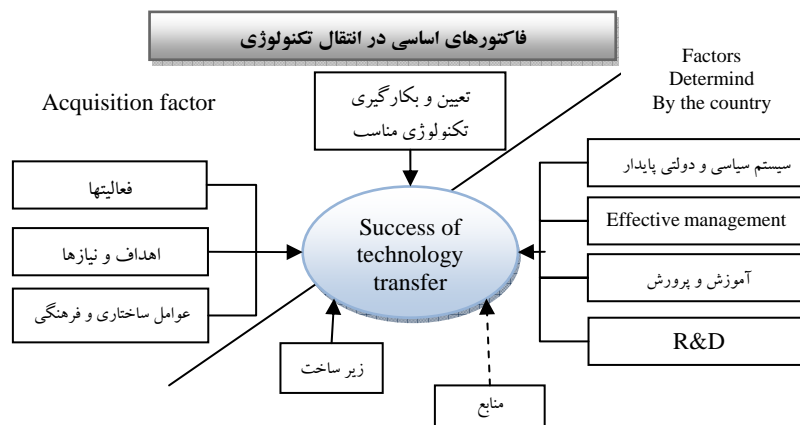 فاکتورهای اساسی در انتقال تکنولوژی
Acquisition factor
Factors
Determind
By the country
تعیین و بکارگیری
تکنولوژی مناسب
فعالیتها
اهداف و نیازها
عوامل ساختاری و فرهنگی
Success of
technology
transfer
سیستم سیاسی و دولتی پایدار
Effective management
آموزش و پرورش
R&D
زیر ساخت
منابع